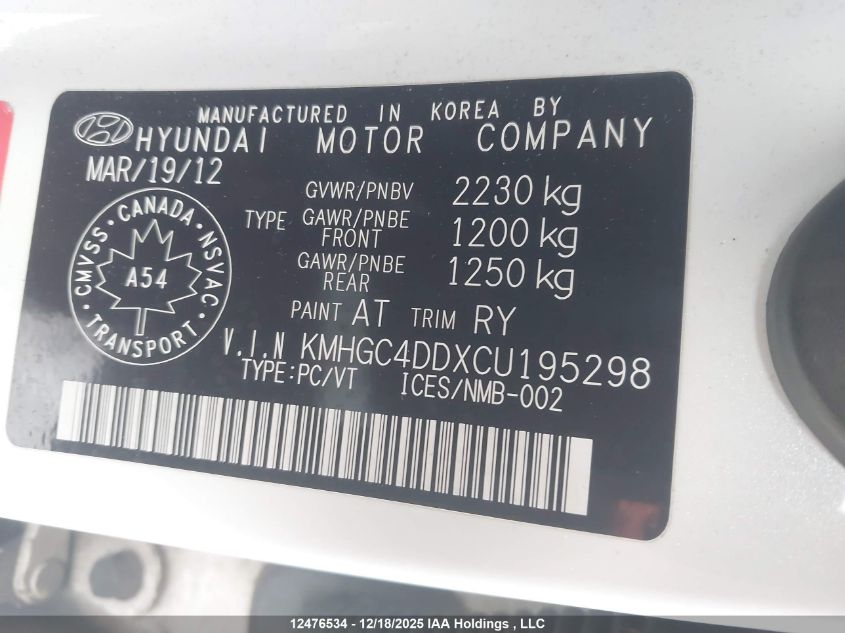 MANUFACTURED IN KOREA BY
HYUNDAI MOTOR COMPANY
MAR/19/12
GVWR/PNBV 2230 kg
TYPE GAWR/PNBE FRONT 1200 kg
GAWR/PNBE REAR 1250 kg
PAINT AT TRIM RY
CANADA · NSVAC · TRANSPORT · CMVSS
A54
V.I.N KMHGC4DDXCU195298
TYPE:PC/VT ICES/NMB-002
12476534 - 12/18/2025 IAA Holdings, LLC